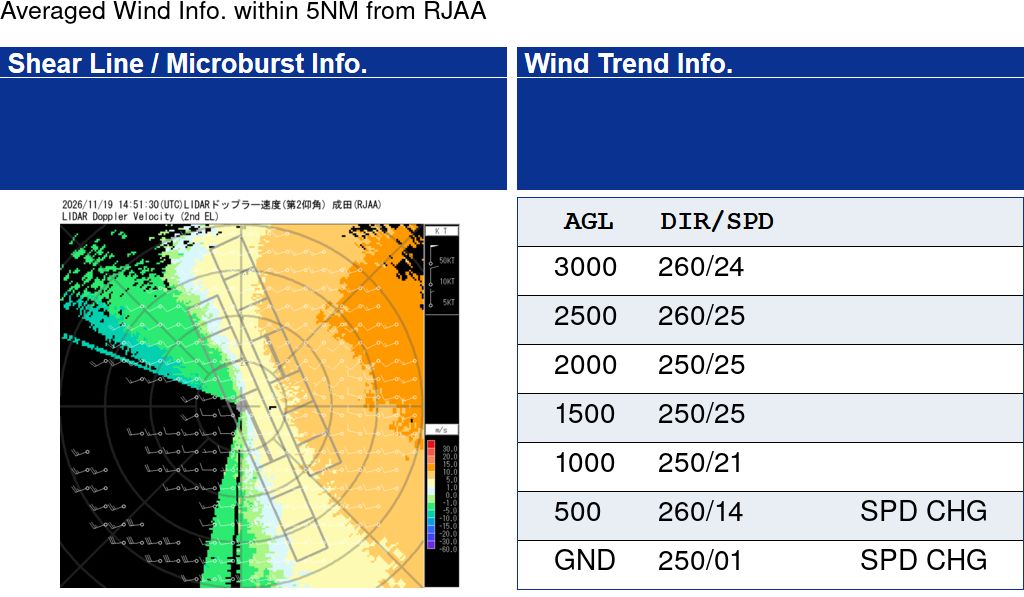 Averaged Wind Info. within 5NM from RJAA
Shear Line / Microburst Info.
Wind Trend Info.
2026/11/19 14:51:30(UTC)LIDARドップラー速度(第2仰角) 成田(RJAA)
LIDAR Doppler Velocity (2nd EL)
KT
50KT
10KT
5KT
m/s
30.0
20.0
15.0
10.0
5.0
1.0
0.0
-1.0
-5.0
-10.0
-15.0
-20.0
-30.0
-60.0
AGL DIR/SPD
3000 260/24
2500 260/25
2000 250/25
1500 250/25
1000 250/21
500 260/14 SPD CHG
GND 250/01 SPD CHG